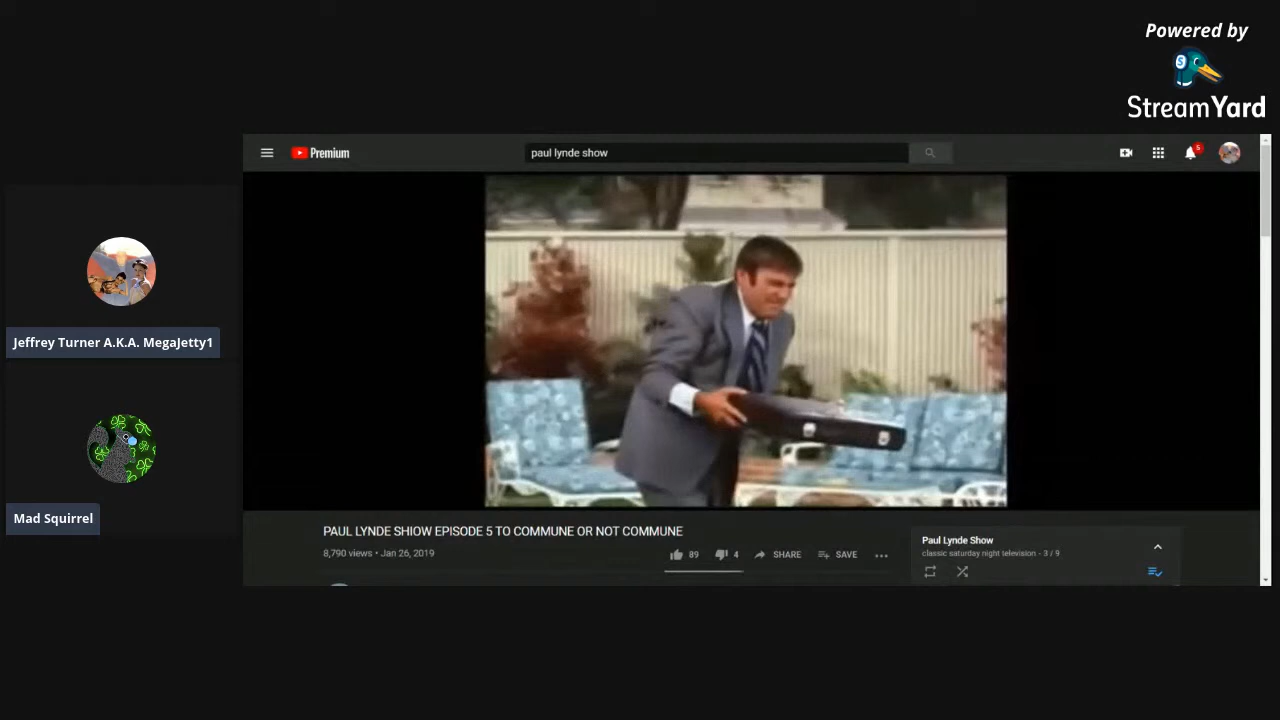 Powered by
StreamYard
Premium
paul lynde show
5
Jeffrey Turner A.K.A. MegaJetty1
Mad Squirrel
PAUL LYNDE SHIOW EPISODE 5 TO COMMUNE OR NOT COMMUNE
8,790 views • Jan 26, 2019
89
4
SHARE
SAVE
Paul Lynde Show
classic saturday night television - 3 / 9